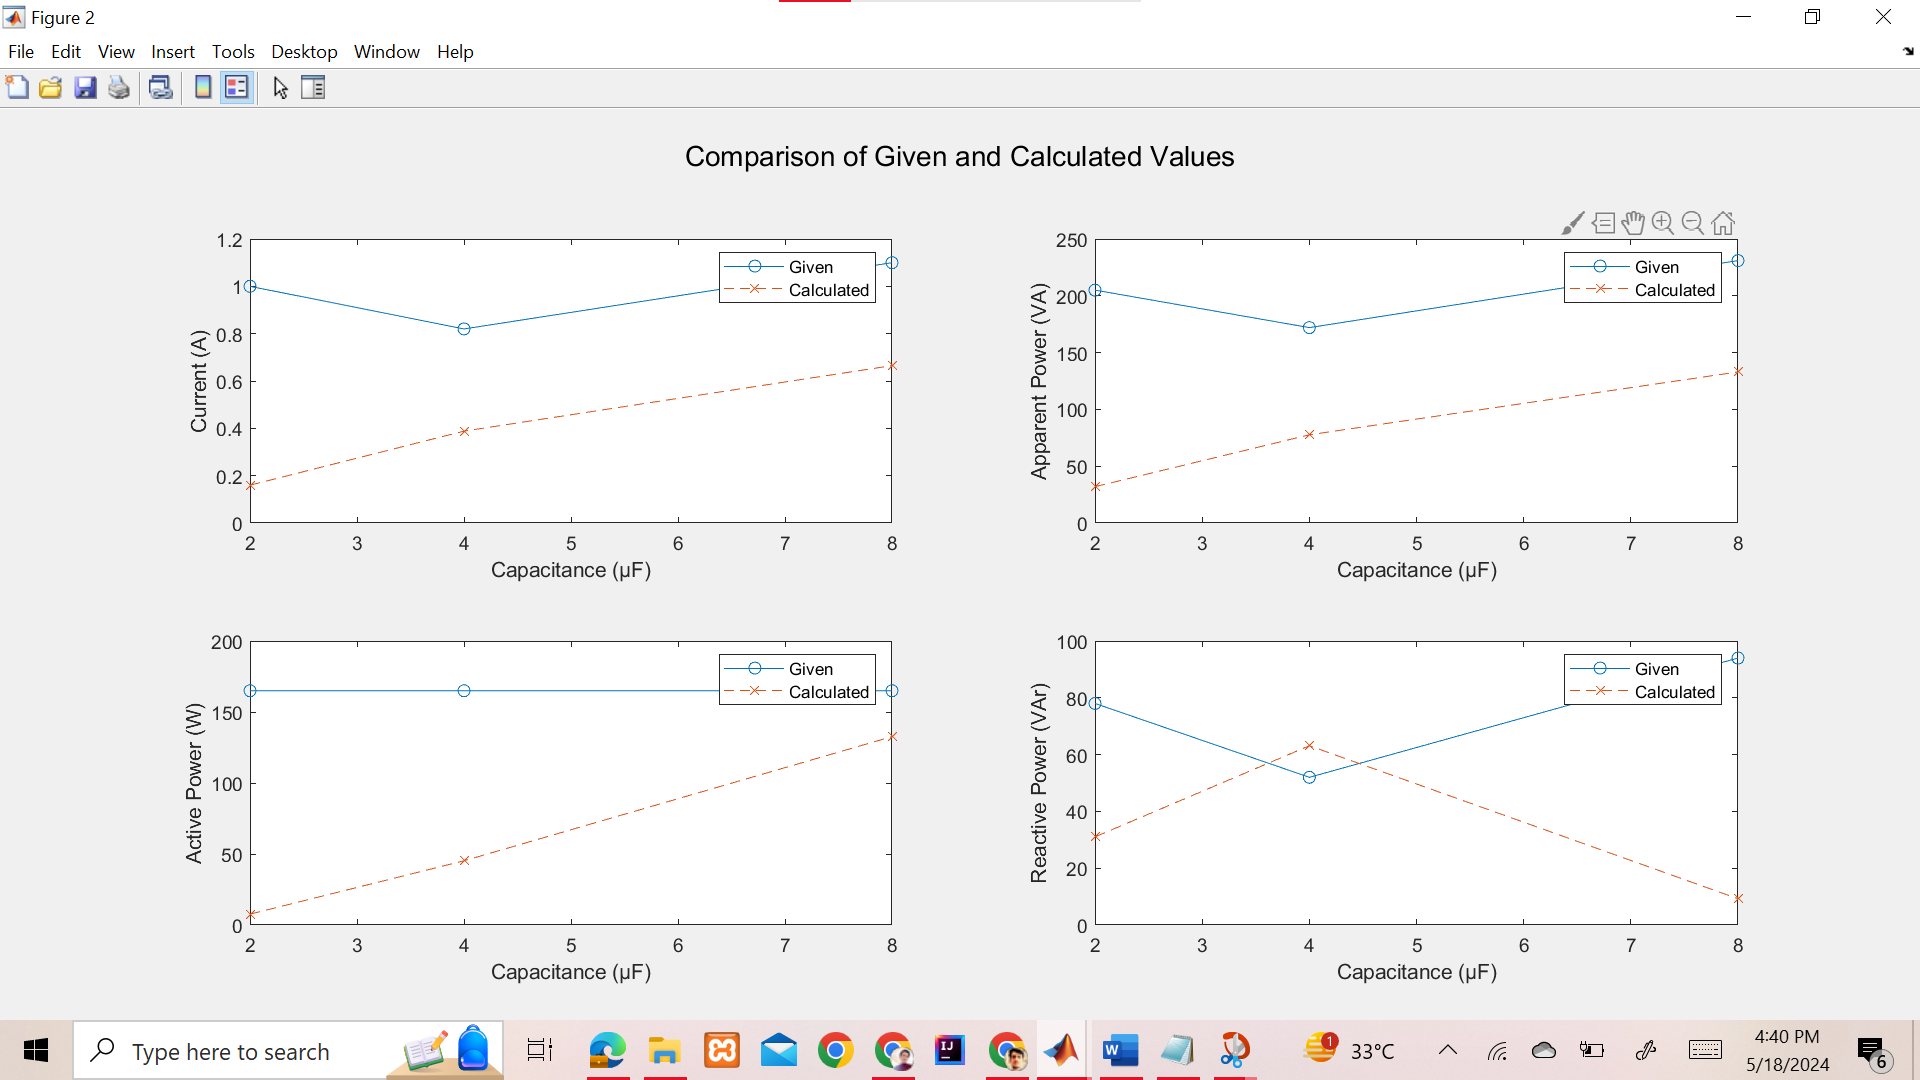 Figure 2
File Edit View Insert Tools Desktop Window Help
Comparison of Given and Calculated Values
1.2
1
0.8
0.6
0.4
0.2
0
Current (A)
Given
Calculated
2 3 4 5 6 7 8
Capacitance (µF)
250
200
150
100
50
0
Apparent Power (VA)
Given
Calculated
2 3 4 5 6 7 8
Capacitance (µF)
200
150
100
50
0
Active Power (W)
Given
Calculated
2 3 4 5 6 7 8
Capacitance (µF)
100
80
60
40
20
0
Reactive Power (VAr)
Given
Calculated
2 3 4 5 6 7 8
Capacitance (µF)
Type here to search
IJ
W
1
33°C
4:40 PM
5/18/2024
6